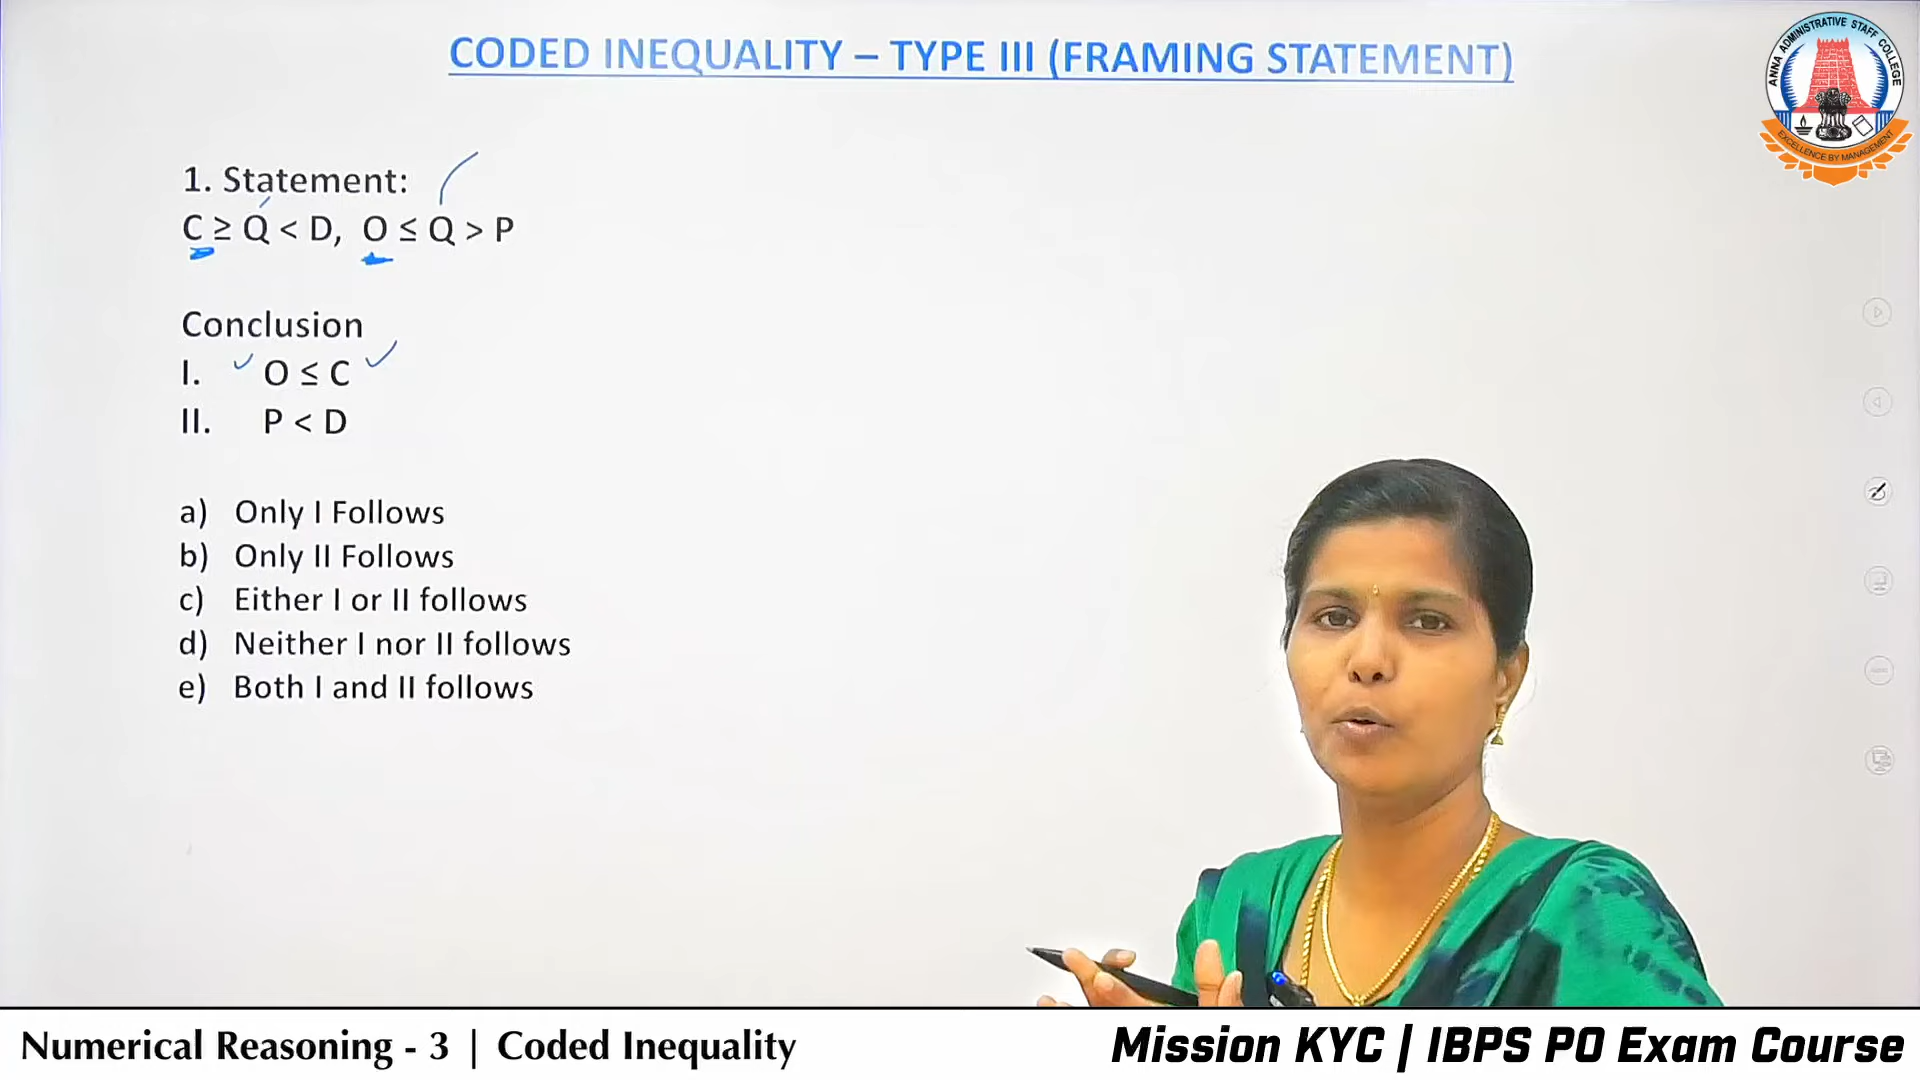 CODED INEQUALITY – TYPE III (FRAMING STATEMENT)
ANNA ADMINISTRATIVE STAFF COLLEGE
EXCELLENCE BY MANAGEMENT
1. Statement:
C ≥ Q < D, O ≤ Q > P
Conclusion
I. O ≤ C
II. P < D
a) Only I Follows
b) Only II Follows
c) Either I or II follows
d) Neither I nor II follows
e) Both I and II follows
Numerical Reasoning - 3 | Coded Inequality
Mission KYC | IBPS PO Exam Course